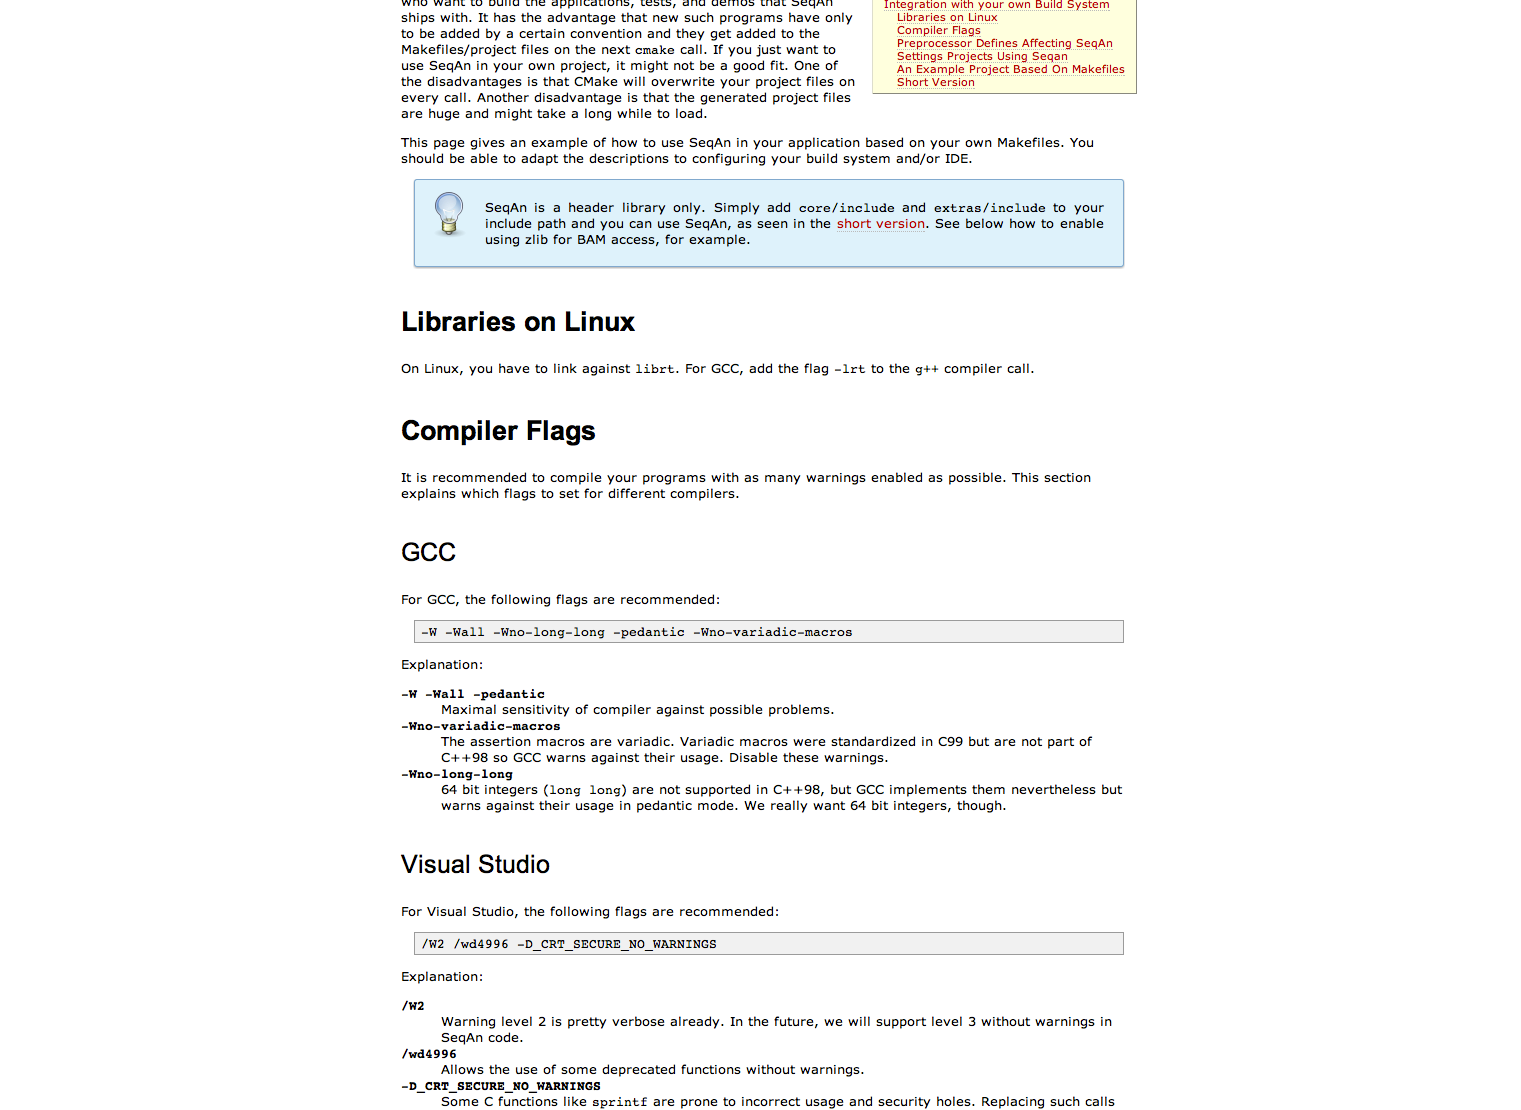 who want to build the applications, tests, and demos that SeqAn
ships with. It has the advantage that new such programs have only
to be added by a certain convention and they get added to the
Makefiles/project files on the next cmake call. If you just want to
use SeqAn in your own project, it might not be a good fit. One of
the disadvantages is that CMake will overwrite your project files on
every call. Another disadvantage is that the generated project files
are huge and might take a long while to load.
Integration with your own Build System
Libraries on Linux
Compiler Flags
Preprocessor Defines Affecting SeqAn
Settings Projects Using Seqan
An Example Project Based On Makefiles
Short Version
This page gives an example of how to use SeqAn in your application based on your own Makefiles. You
should be able to adapt the descriptions to configuring your build system and/or IDE.
SeqAn is a header library only. Simply add core/include and extras/include to your
include path and you can use SeqAn, as seen in the short version. See below how to enable
using zlib for BAM access, for example.
Libraries on Linux
On Linux, you have to link against librt. For GCC, add the flag -lrt to the g++ compiler call.
Compiler Flags
It is recommended to compile your programs with as many warnings enabled as possible. This section
explains which flags to set for different compilers.
GCC
For GCC, the following flags are recommended:
-W -Wall -Wno-long-long -pedantic -Wno-variadic-macros
Explanation:
-W -Wall -pedantic
Maximal sensitivity of compiler against possible problems.
-Wno-variadic-macros
The assertion macros are variadic. Variadic macros were standardized in C99 but are not part of
C++98 so GCC warns against their usage. Disable these warnings.
-Wno-long-long
64 bit integers (long long) are not supported in C++98, but GCC implements them nevertheless but
warns against their usage in pedantic mode. We really want 64 bit integers, though.
Visual Studio
For Visual Studio, the following flags are recommended:
/W2 /wd4996 -D_CRT_SECURE_NO_WARNINGS
Explanation:
/W2
Warning level 2 is pretty verbose already. In the future, we will support level 3 without warnings in
SeqAn code.
/wd4996
Allows the use of some deprecated functions without warnings.
-D_CRT_SECURE_NO_WARNINGS
Some C functions like sprintf are prone to incorrect usage and security holes. Replacing such calls